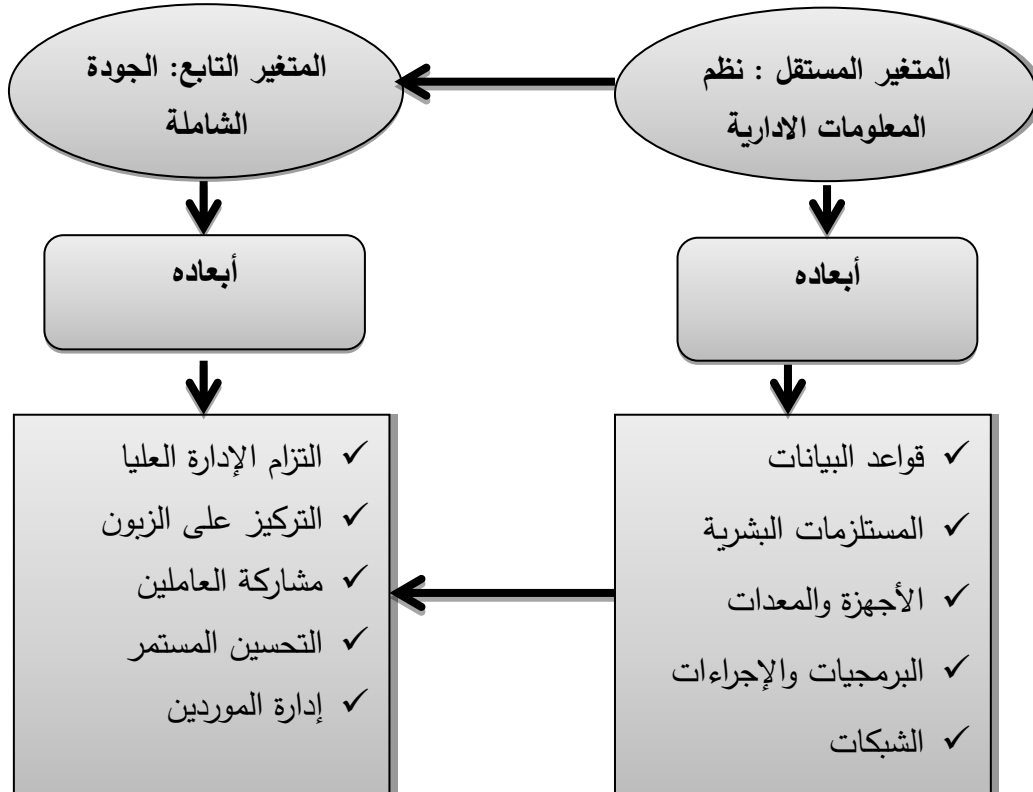 المتغير المستقل : نظم
المعلومات الادارية
المتغير التابع: الجودة
الشاملة
أبعاده
أبعاده
✓ قواعد البيانات
✓ المستلزمات البشرية
✓ الأجهزة والمعدات
✓ البرمجيات والإجراءات
✓ الشبكات
✓ التزام الإدارة العليا
✓ التركيز على الزبون
✓ مشاركة العاملين
✓ التحسين المستمر
✓ إدارة الموردين